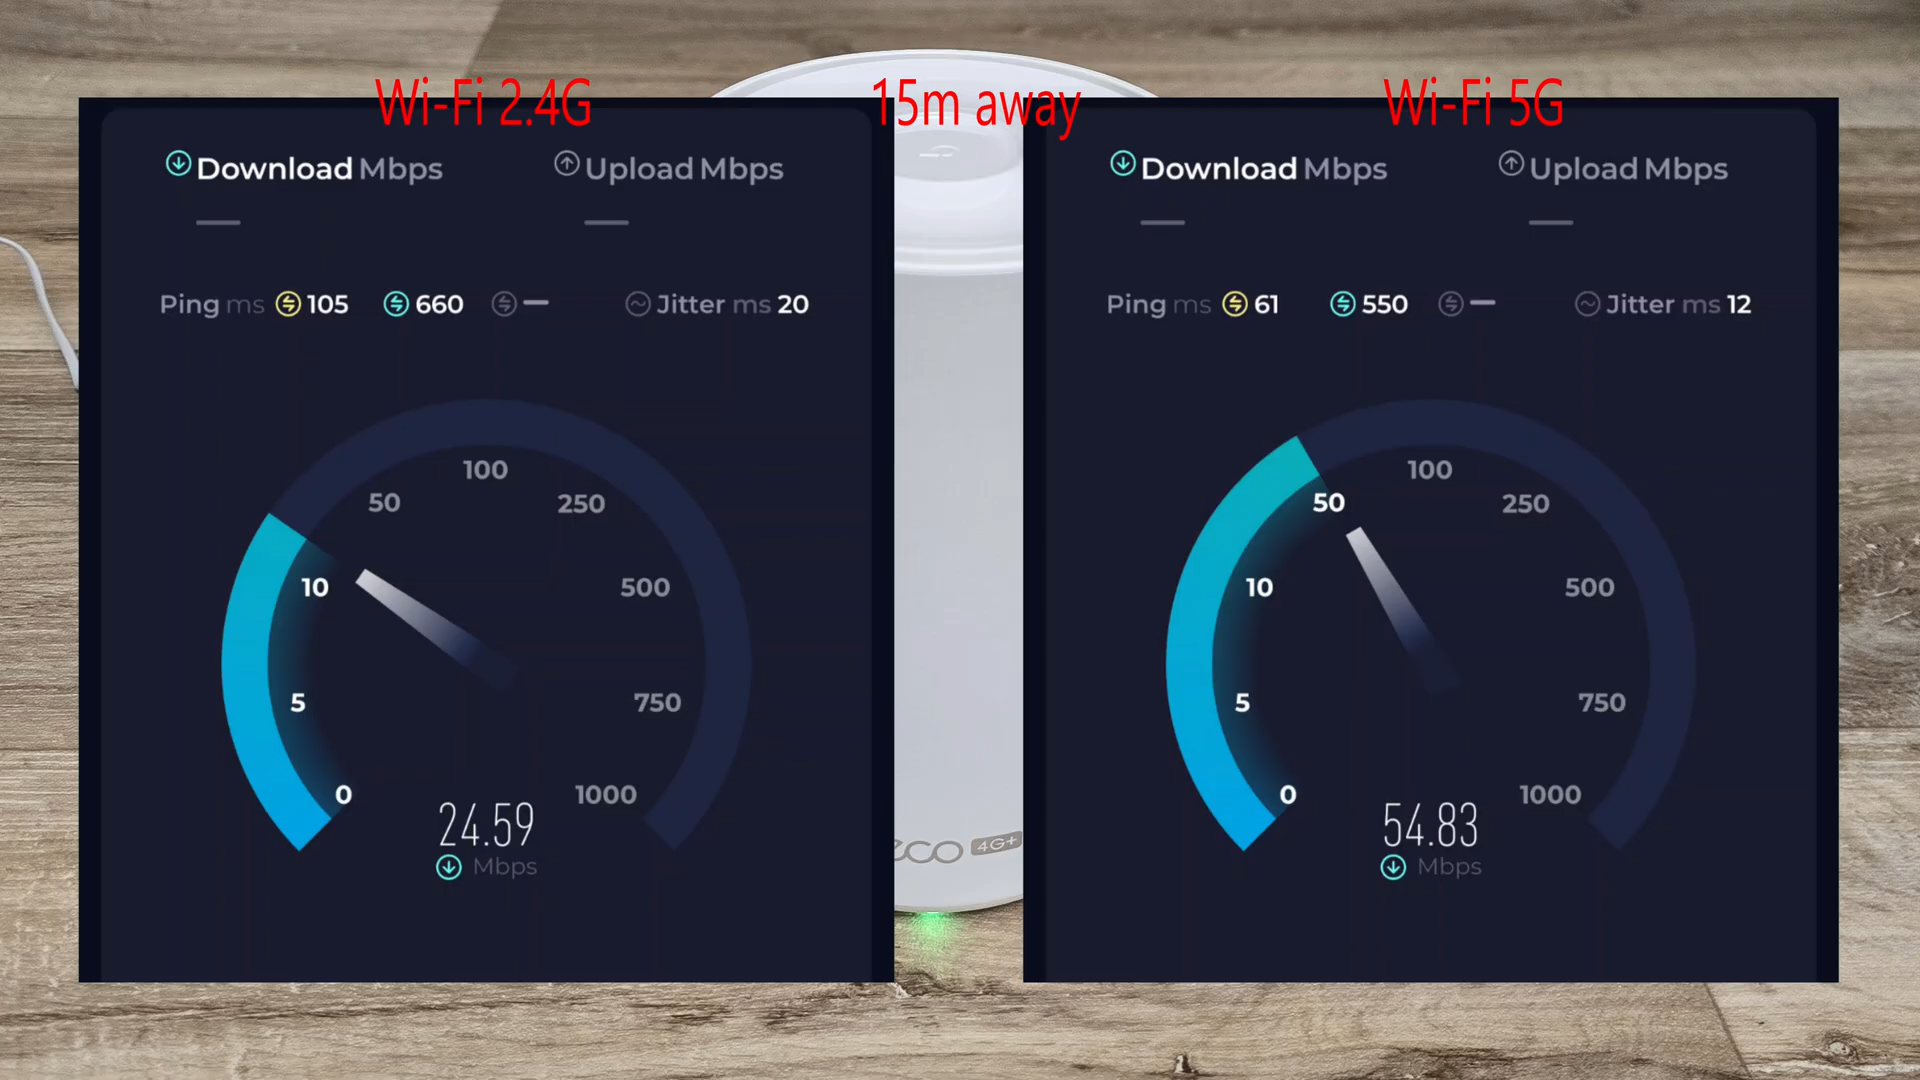 Wi-Fi 2.4G
15m away
Wi-Fi 5G
Download Mbps
Upload Mbps
Ping ms 105 660 Jitter ms 20
0
5
10
50
100
250
500
750
1000
24.59
Mbps
Download Mbps
Upload Mbps
Ping ms 61 550 Jitter ms 12
0
5
10
50
100
250
500
750
1000
54.83
Mbps
eco 4G+